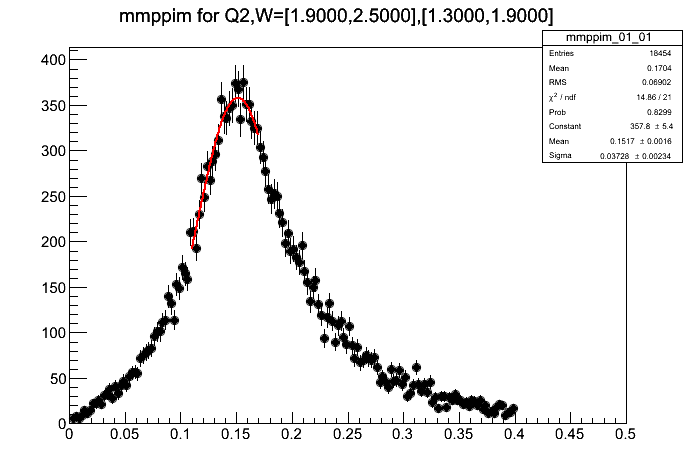 mmppim for Q2,W=[1.9000,2.5000],[1.3000,1.9000]
mmppim_01_01
Entries 18454
Mean 0.1704
RMS 0.06902
χ² / ndf 14.86 / 21
Prob 0.8299
Constant 357.8 ± 5.4
Mean 0.1517 ± 0.0016
Sigma 0.03728 ± 0.00234
400
350
300
250
200
150
100
50
0
0 0.05 0.1 0.15 0.2 0.25 0.3 0.35 0.4 0.45 0.5